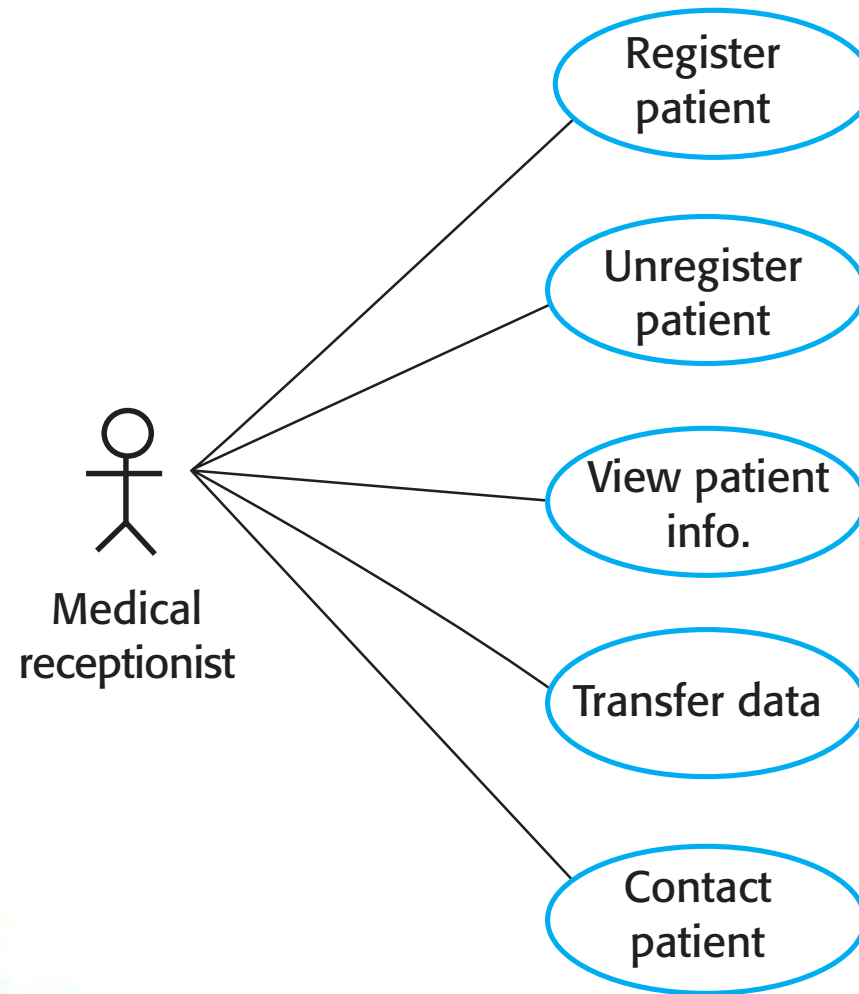 Register
patient
Unregister
patient
View patient
info.
Medical
receptionist
Transfer data
Contact
patient